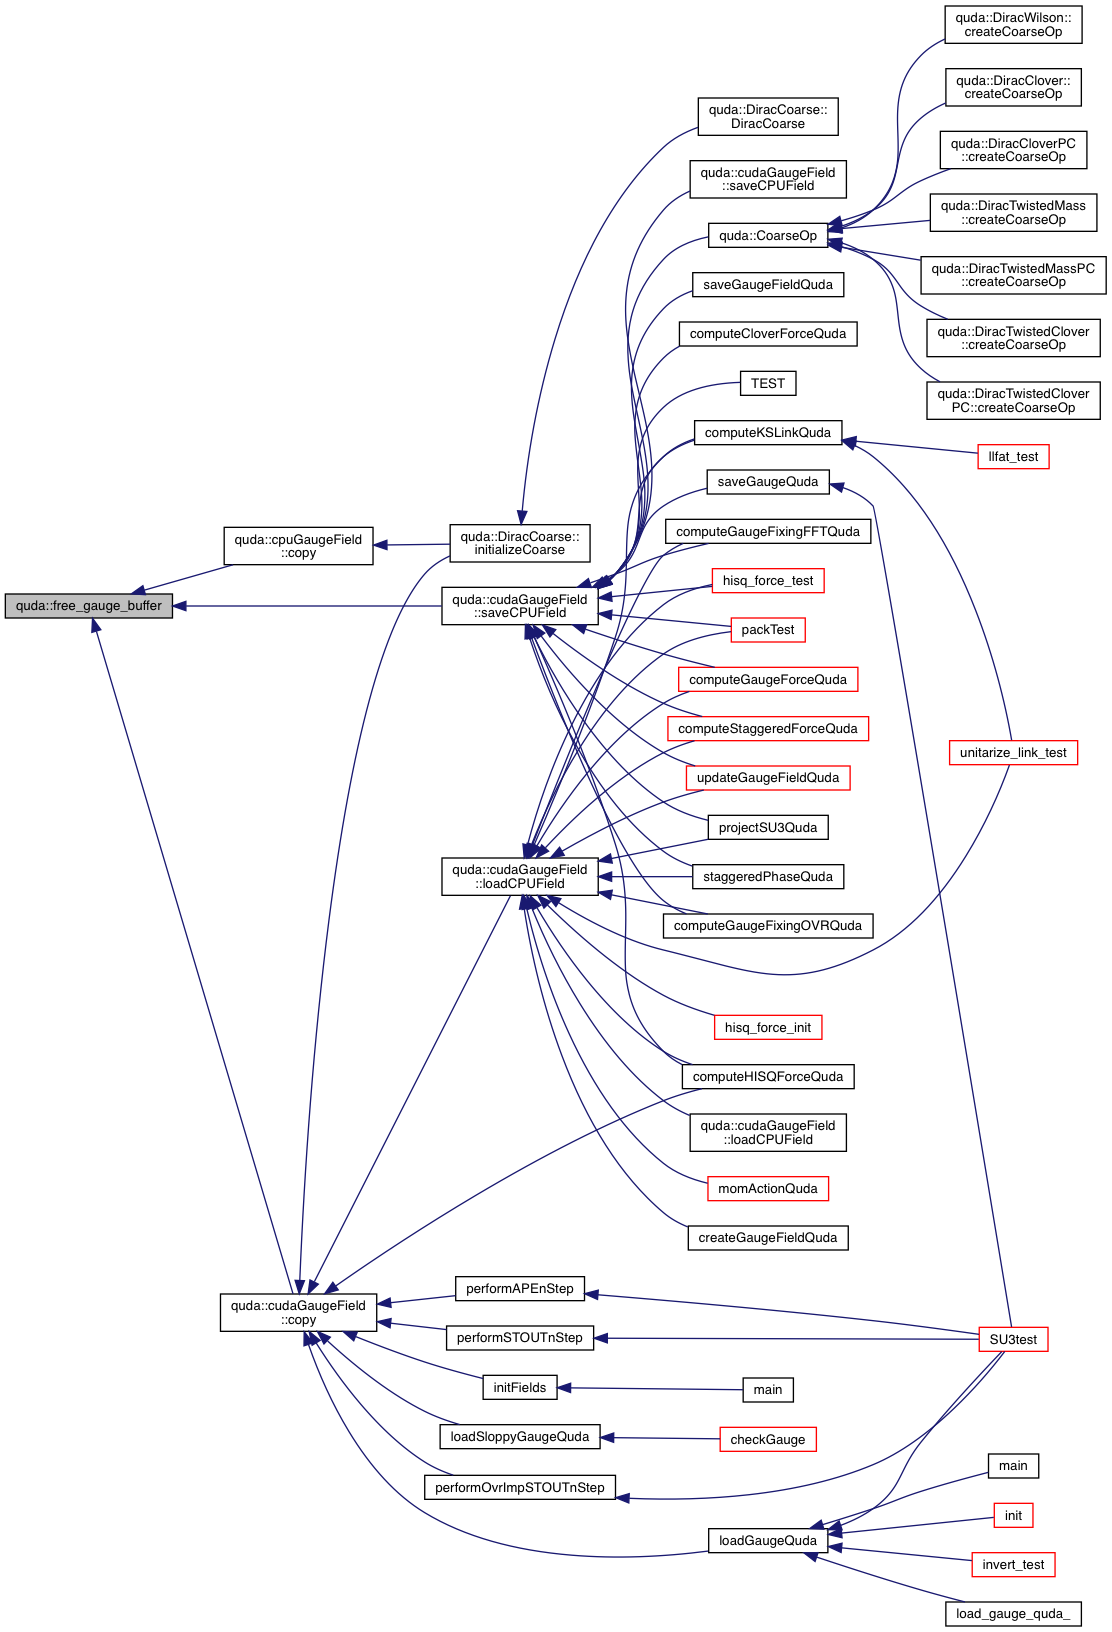 quda::DiracWilson::
createCoarseOp
quda::DiracClover::
createCoarseOp
quda::DiracCoarse::
DiracCoarse
quda::DiracCloverPC
::createCoarseOp
quda::cudaGaugeField
::saveCPUField
quda::DiracTwistedMass
::createCoarseOp
quda::CoarseOp
quda::DiracTwistedMassPC
::createCoarseOp
saveGaugeFieldQuda
quda::DiracTwistedClover
::createCoarseOp
computeCloverForceQuda
TEST
quda::DiracTwistedClover
PC::createCoarseOp
computeKSLinkQuda
llfat_test
saveGaugeQuda
computeGaugeFixingFFTQuda
quda::cpuGaugeField
::copy
quda::DiracCoarse::
initializeCoarse
hisq_force_test
quda::free_gauge_buffer
quda::cudaGaugeField
::saveCPUField
packTest
computeGaugeForceQuda
computeStaggeredForceQuda
unitarize_link_test
updateGaugeFieldQuda
projectSU3Quda
quda::cudaGaugeField
::loadCPUField
staggeredPhaseQuda
computeGaugeFixingOVRQuda
hisq_force_init
computeHISQForceQuda
quda::cudaGaugeField
::loadCPUField
momActionQuda
createGaugeFieldQuda
performAPEnStep
quda::cudaGaugeField
::copy
performSTOUTnStep
SU3test
initFields
main
loadSloppyGaugeQuda
checkGauge
main
performOvrImpSTOUTnStep
init
loadGaugeQuda
invert_test
load_gauge_quda_